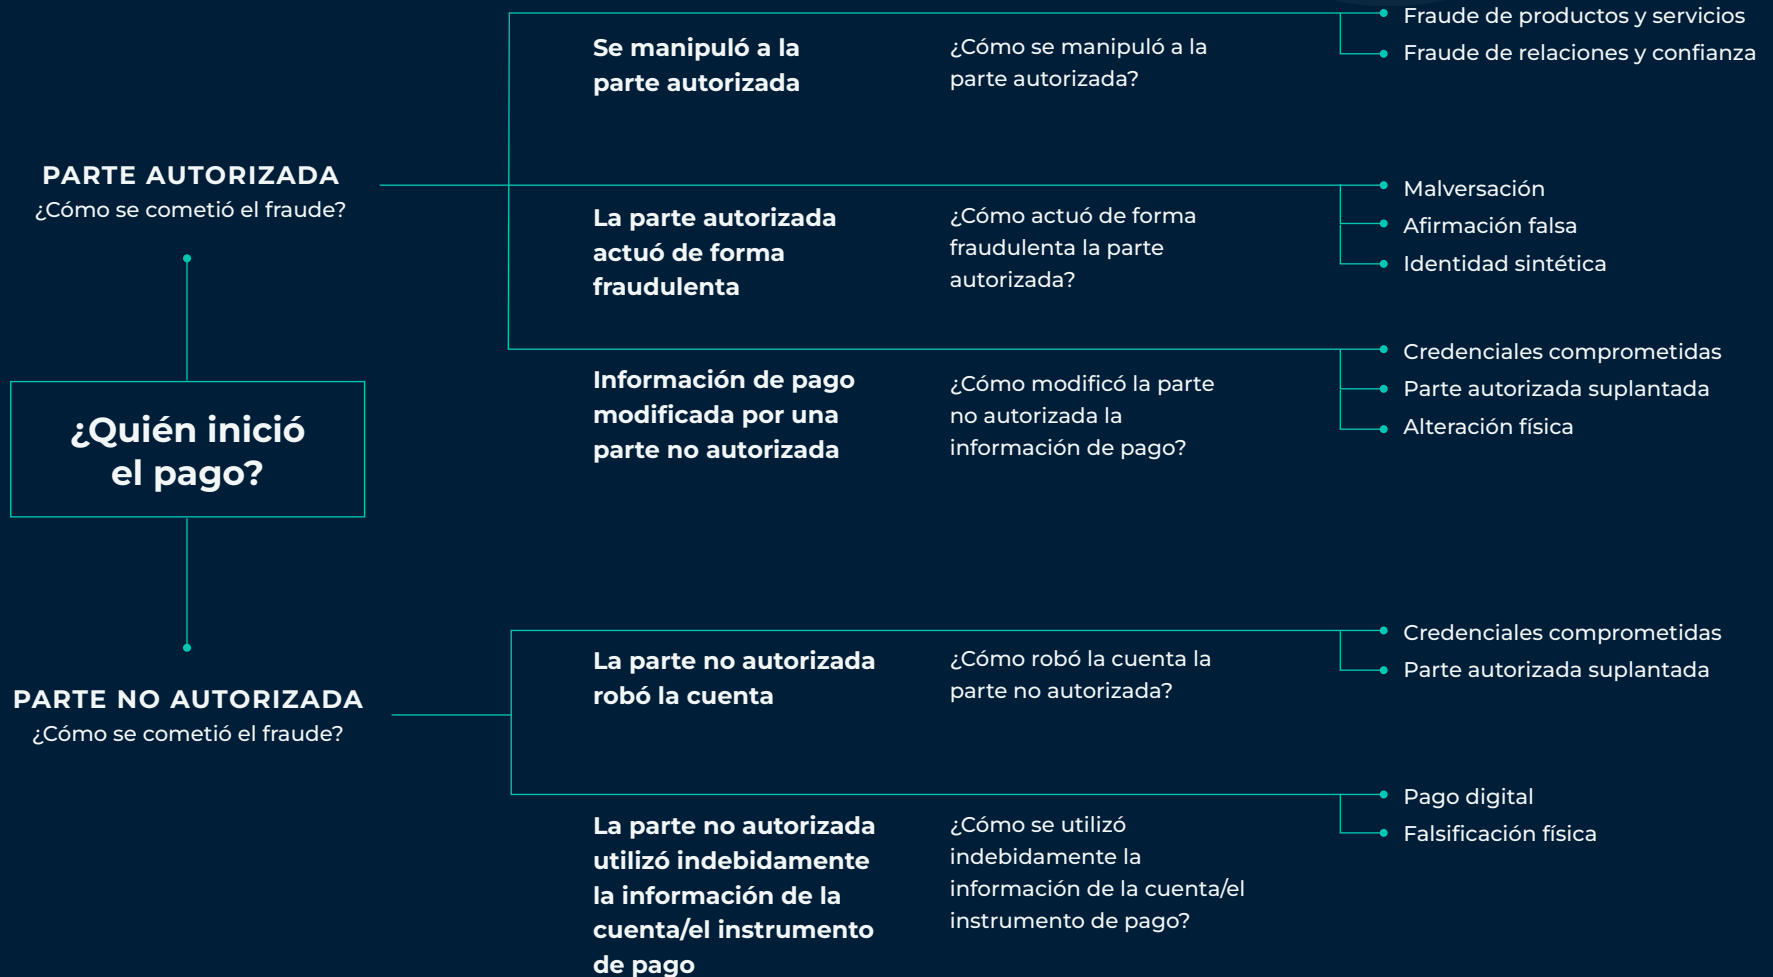 Fraude de productos y servicios
Fraude de relaciones y confianza
Se manipuló a la
parte autorizada
¿Cómo se manipuló a la
parte autorizada?
PARTE AUTORIZADA
¿Cómo se cometió el fraude?
La parte autorizada
actuó de forma
fraudulenta
¿Cómo actuó de forma
fraudulenta la parte
autorizada?
Malversación
Afirmación falsa
Identidad sintética
Información de pago
modificada por una
parte no autorizada
¿Cómo modificó la parte
no autorizada la
información de pago?
Credenciales comprometidas
Parte autorizada suplantada
Alteración física
¿Quién inició
el pago?
PARTE NO AUTORIZADA
¿Cómo se cometió el fraude?
La parte no autorizada
robó la cuenta
¿Cómo robó la cuenta la
parte no autorizada?
Credenciales comprometidas
Parte autorizada suplantada
La parte no autorizada
utilizó indebidamente
la información de la
cuenta/el instrumento
de pago
¿Cómo se utilizó
indebidamente la
información de la cuenta/el
instrumento de pago?
Pago digital
Falsificación física